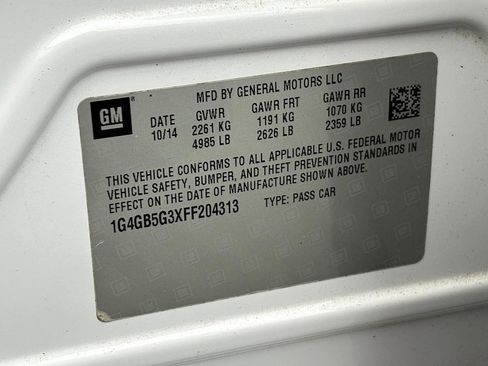 MFD BY GENERAL MOTORS LLC
GM
DATE GVWR GAWR FRT GAWR RR
10/14 2261 KG 1191 KG 1070 KG
4985 LB 2626 LB 2359 LB
THIS VEHICLE CONFORMS TO ALL APPLICABLE U.S. FEDERAL MOTOR
VEHICLE SAFETY, BUMPER, AND THEFT PREVENTION STANDARDS IN
EFFECT ON THE DATE OF MANUFACTURE SHOWN ABOVE.
1G4GB5G3XFF204313 TYPE: PASS CAR